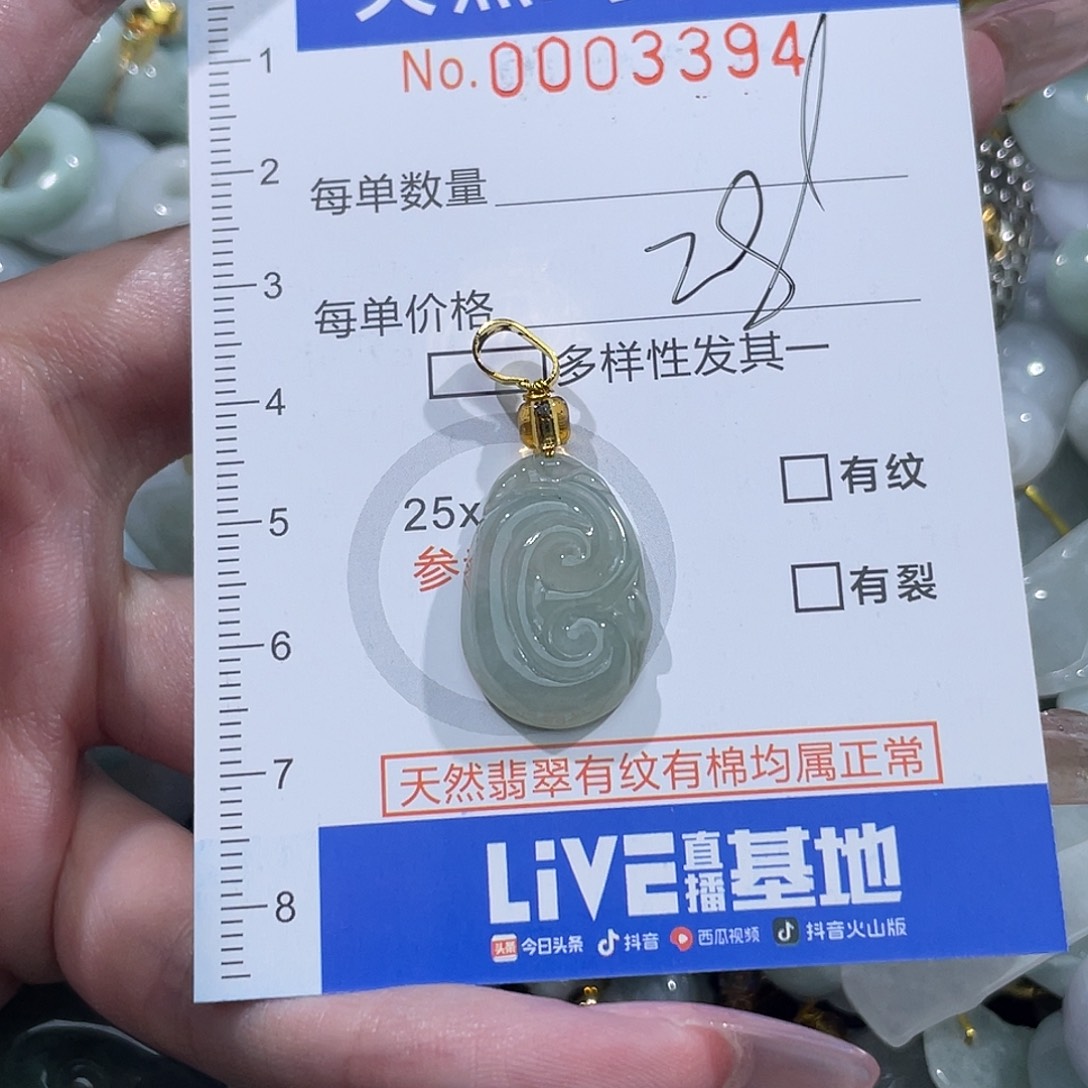 No.0003394
1
2
每单数量
28
3
每单价格
多样性发其一
4
有纹
25x
5
参
有裂
6
7
天然翡翠有纹有棉均属正常
LiVE直播基地
8
头条 今日头条 抖音 西瓜视频 抖音火山版